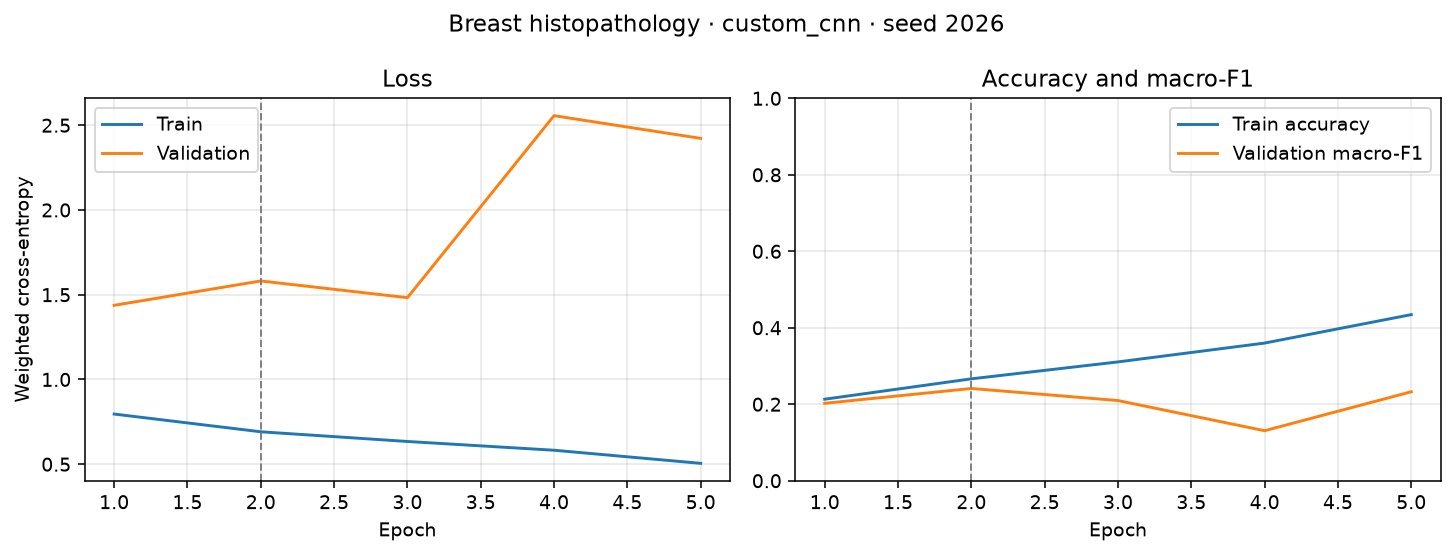 Breast histopathology · custom_cnn · seed 2026
Loss
Train
Validation
Weighted cross-entropy
2.5
2.0
1.5
1.0
0.5
1.0 1.5 2.0 2.5 3.0 3.5 4.0 4.5 5.0
Epoch
Accuracy and macro-F1
Train accuracy
Validation macro-F1
1.0
0.8
0.6
0.4
0.2
0.0
1.0 1.5 2.0 2.5 3.0 3.5 4.0 4.5 5.0
Epoch